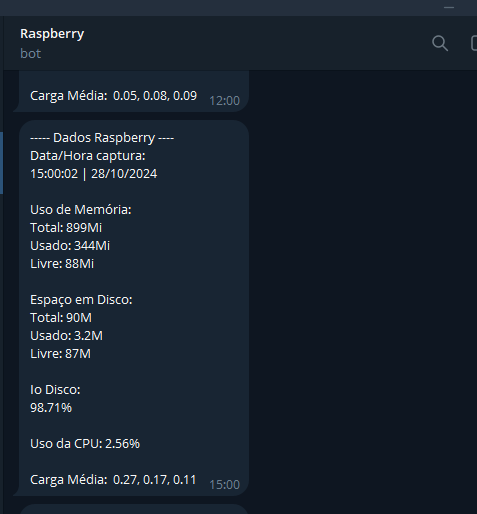 Raspberry
bot
Carga Média: 0.05, 0.08, 0.09
12:00
----- Dados Raspberry ----
Data/Hora captura:
15:00:02 | 28/10/2024
Uso de Memória:
Total: 899Mi
Usado: 344Mi
Livre: 88Mi
Espaço em Disco:
Total: 90M
Usado: 3.2M
Livre: 87M
Io Disco:
98.71%
Uso da CPU: 2.56%
Carga Média: 0.27, 0.17, 0.11
15:00